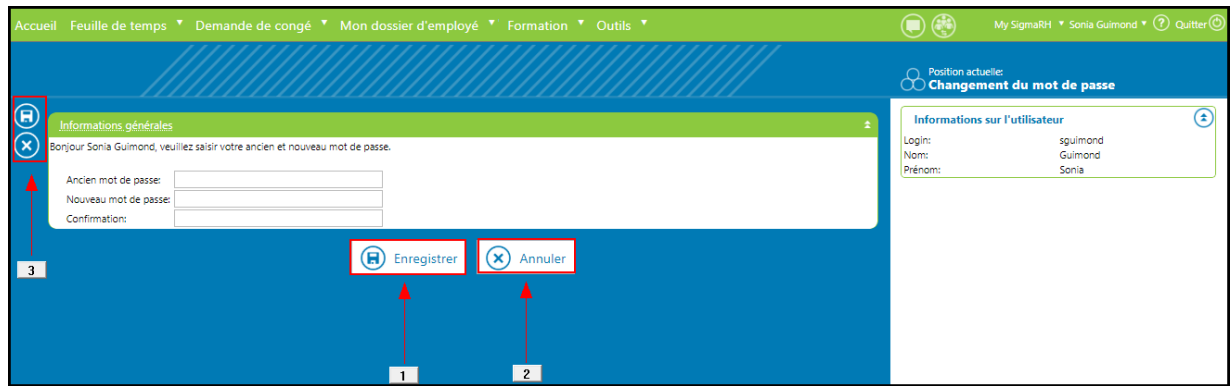 Accueil Feuille de temps Demande de congé Mon dossier d'employé Formation Outils My SigmaRH Sonia Guimond ? Quitter
Position actuelle:
Changement du mot de passe
Informations générales
Bonjour Sonia Guimond, veuillez saisir votre ancien et nouveau mot de passe.
Ancien mot de passe:
Nouveau mot de passe:
Confirmation:
Enregistrer Annuler
3
1
2
Informations sur l'utilisateur
Login: sguimond
Nom: Guimond
Prénom: Sonia